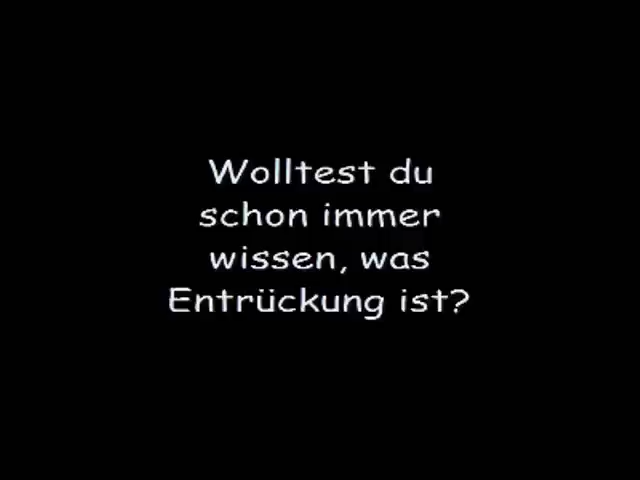 Wolltest du
schon immer
wissen, was
Entrückung ist?